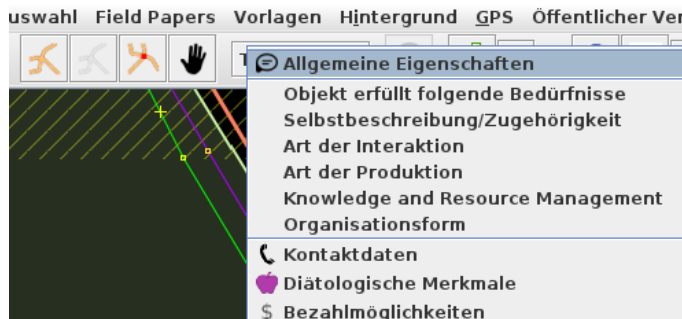 uswahl Field Papers Vorlagen Hintergrund GPS Öffentlicher Ver
T
Allgemeine Eigenschaften
Objekt erfüllt folgende Bedürfnisse
Selbstbeschreibung/Zugehörigkeit
Art der Interaktion
Art der Produktion
Knowledge and Resource Management
Organisationsform
Kontaktdaten
Diätologische Merkmale
$ Bezahlmöglichkeiten